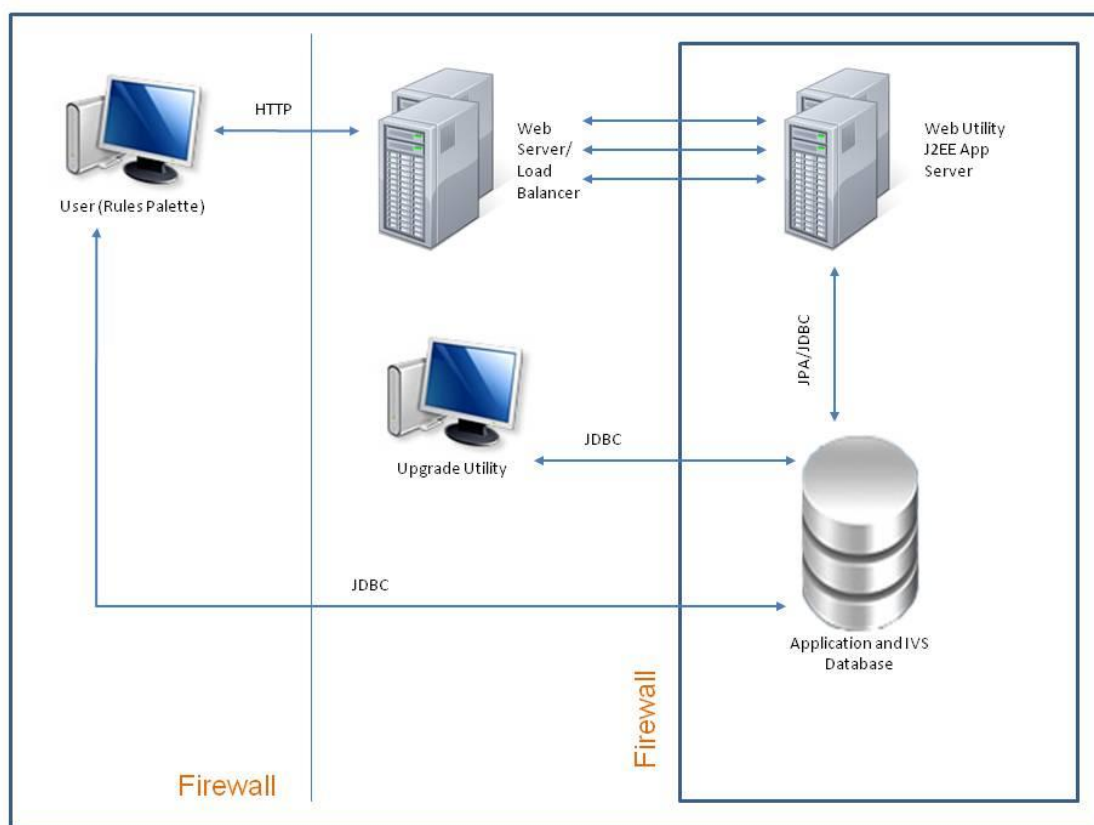 HTTP
Web
Server/
Load
Balancer
Web Utility
J2EE App
Server
User (Rules Palette)
JPA/JDBC
JDBC
Upgrade Utility
JDBC
Application and IVS
Database
Firewall
Firewall